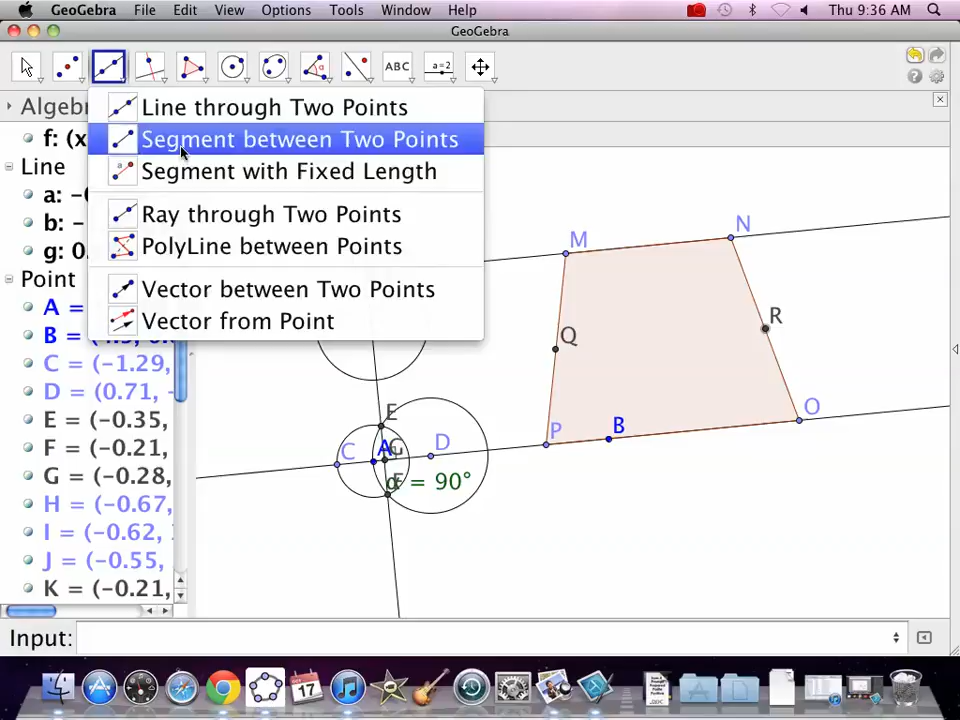 GeoGebra File Edit View Options Tools Window Help Thu 9:36 AM
GeoGebra
ABC a=2
Algeb
Line through Two Points
Segment between Two Points
Segment with Fixed Length
Ray through Two Points
PolyLine between Points
Vector between Two Points
Vector from Point
f: (x
Line
a: -
b: -
g: 0
Point
A =
B =
C = (-1.29,
D = (0.71, -
E = (-0.35,
F = (-0.21,
G = (-0.28,
H = (-0.67,
I = (-0.62,
J = (-0.55,
K = (-0.21,
M
N
Q
R
E
P
B
O
C
A
G
D
F
α = 90°
Input:
17